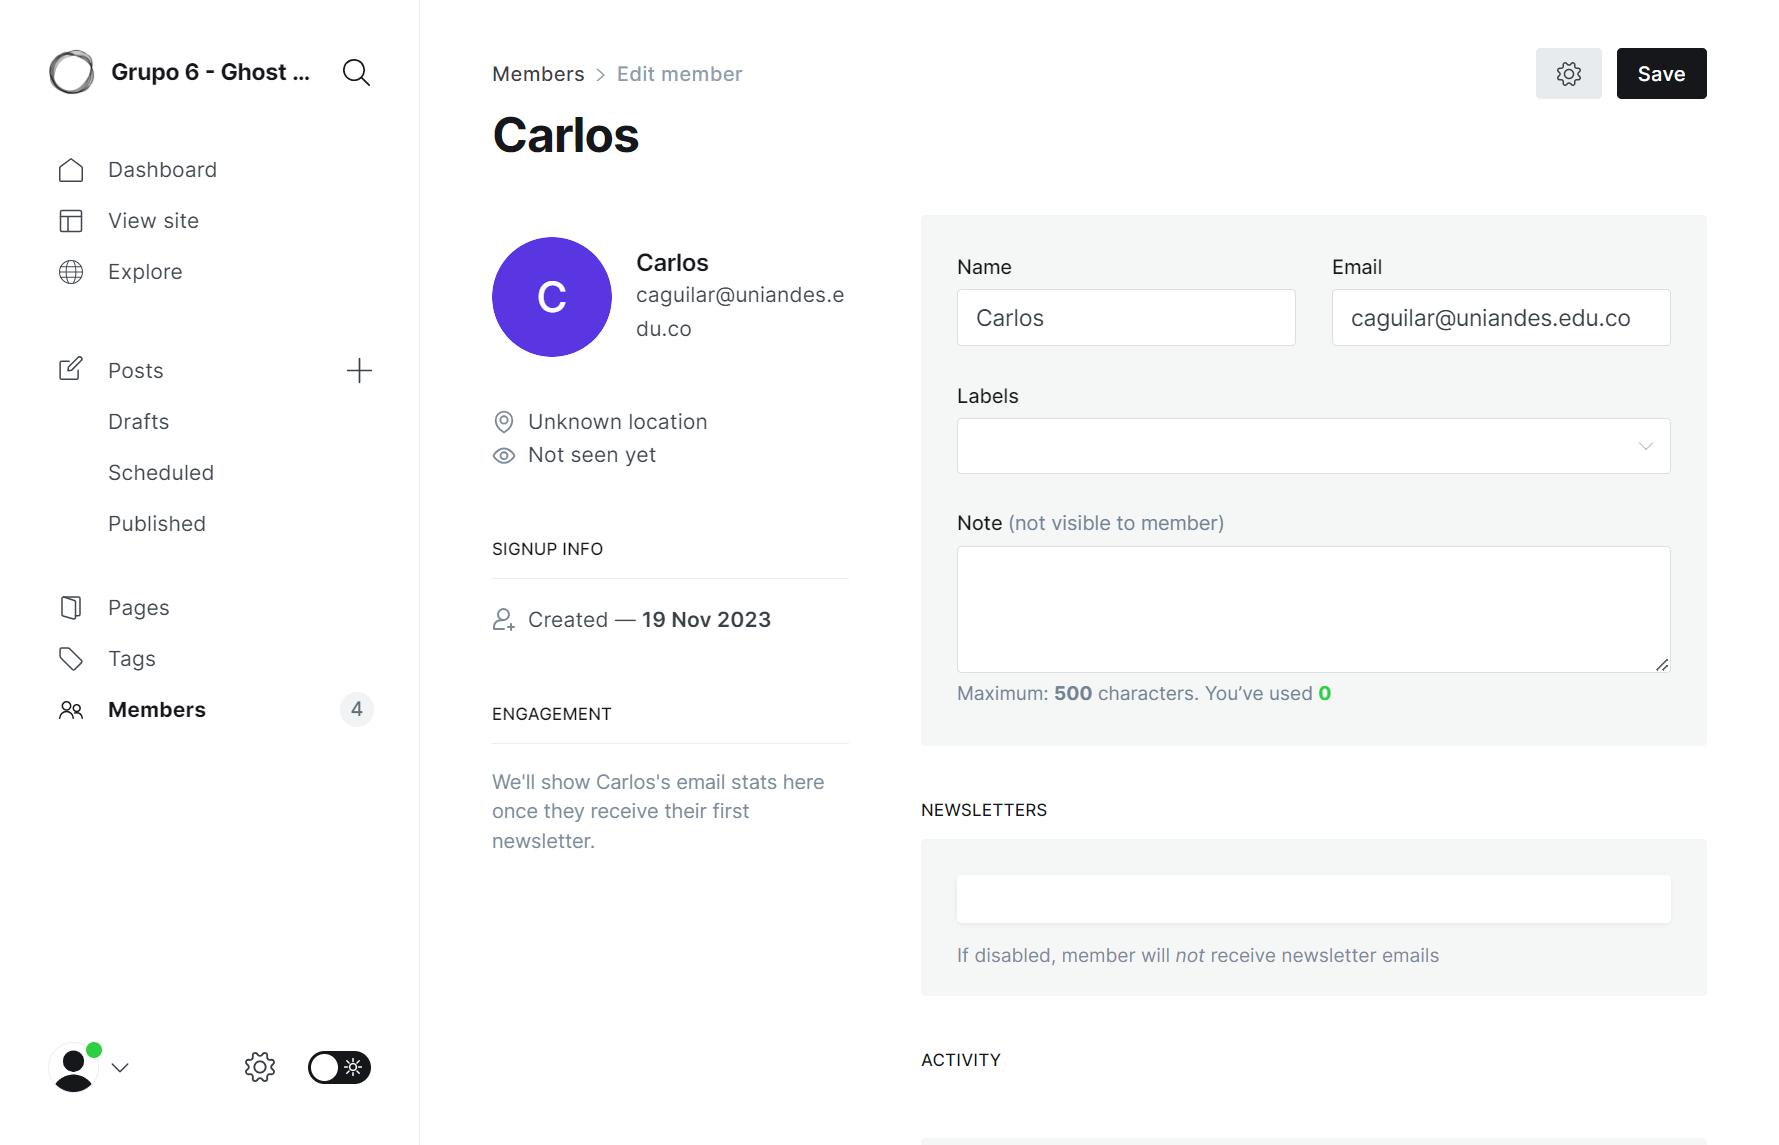 Grupo 6 - Ghost ...
Dashboard
View site
Explore
Posts
Drafts
Scheduled
Published
Pages
Tags
Members
4
Members > Edit member
Save
Carlos
C
Carlos
caguilar@uniandes.e
du.co
Unknown location
Not seen yet
SIGNUP INFO
Created — 19 Nov 2023
ENGAGEMENT
We'll show Carlos's email stats here
once they receive their first
newsletter.
Name
Email
Carlos
caguilar@uniandes.edu.co
Labels
Note (not visible to member)
Maximum: 500 characters. You’ve used 0
NEWSLETTERS
If disabled, member will not receive newsletter emails
ACTIVITY